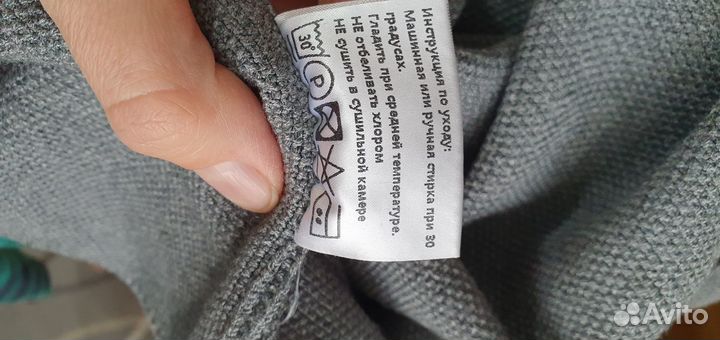 Инструкция по уходу:
Машинная или ручная стирка при 30
градусах.
Гладить при средней температуре.
НЕ отбеливать хлором
НЕ сушить в сушильной камере
30°
P
Avito